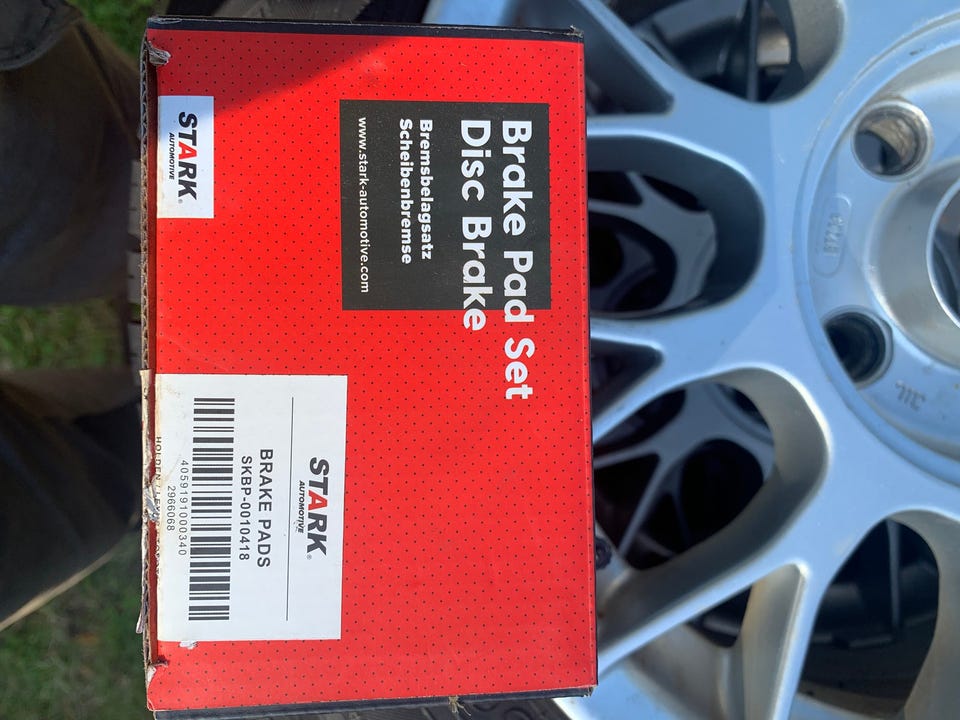 Brake Pad Set
Disc Brake
Bremsbelagsatz
Scheibenbremse
www.stark-automotive.com
STARK
AUTOMOTIVE
STARK
AUTOMOTIVE
BRAKE PADS
SKBP-0010418
4059191000340
2966068